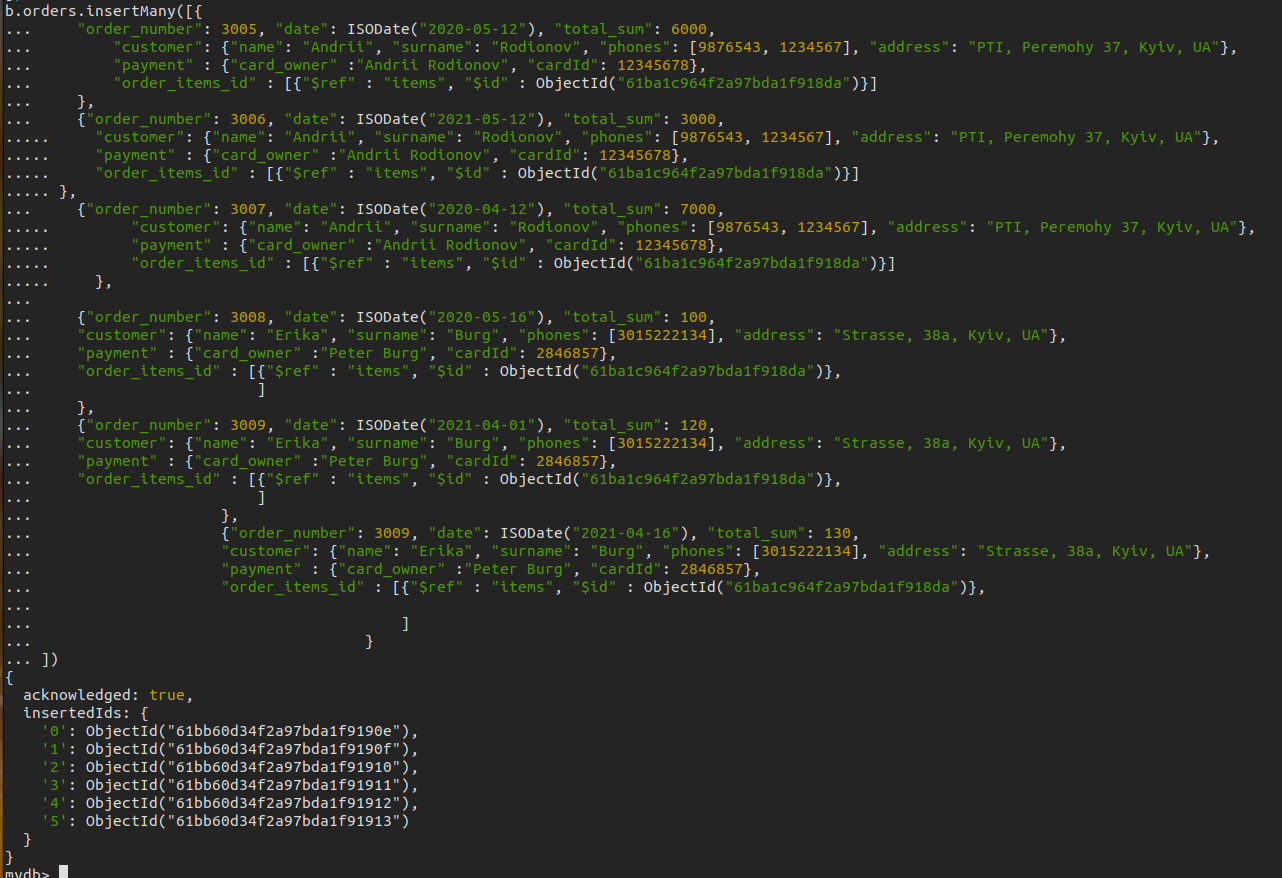 b.orders.insertMany([{
...     "order_number": 3005, "date": ISODate("2020-05-12"), "total_sum": 6000,
...         "customer": {"name": "Andrii", "surname": "Rodionov", "phones": [9876543, 1234567], "address": "PTI, Peremohy 37, Kyiv, UA"},
...         "payment" : {"card_owner" :"Andrii Rodionov", "cardId": 12345678},
...         "order_items_id" : [{"$ref" : "items", "$id" : ObjectId("61ba1c964f2a97bda1f918da")}]
...     },
...     {"order_number": 3006, "date": ISODate("2021-05-12"), "total_sum": 3000,
.....     "customer": {"name": "Andrii", "surname": "Rodionov", "phones": [9876543, 1234567], "address": "PTI, Peremohy 37, Kyiv, UA"},
.....     "payment" : {"card_owner" :"Andrii Rodionov", "cardId": 12345678},
.....     "order_items_id" : [{"$ref" : "items", "$id" : ObjectId("61ba1c964f2a97bda1f918da")}]
..... },
...     {"order_number": 3007, "date": ISODate("2020-04-12"), "total_sum": 7000,
.....         "customer": {"name": "Andrii", "surname": "Rodionov", "phones": [9876543, 1234567], "address": "PTI, Peremohy 37, Kyiv, UA"},
.....         "payment" : {"card_owner" :"Andrii Rodionov", "cardId": 12345678},
.....         "order_items_id" : [{"$ref" : "items", "$id" : ObjectId("61ba1c964f2a97bda1f918da")}]
.....     },
...
...     {"order_number": 3008, "date": ISODate("2020-05-16"), "total_sum": 100,
...     "customer": {"name": "Erika", "surname": "Burg", "phones": [3015222134], "address": "Strasse, 38a, Kyiv, UA"},
...     "payment" : {"card_owner" :"Peter Burg", "cardId": 2846857},
...     "order_items_id" : [{"$ref" : "items", "$id" : ObjectId("61ba1c964f2a97bda1f918da")},
...                         ]
...     },
...     {"order_number": 3009, "date": ISODate("2021-04-01"), "total_sum": 120,
...     "customer": {"name": "Erika", "surname": "Burg", "phones": [3015222134], "address": "Strasse, 38a, Kyiv, UA"},
...     "payment" : {"card_owner" :"Peter Burg", "cardId": 2846857},
...     "order_items_id" : [{"$ref" : "items", "$id" : ObjectId("61ba1c964f2a97bda1f918da")},
...                         ]
...                     },
...                     {"order_number": 3009, "date": ISODate("2021-04-16"), "total_sum": 130,
...                     "customer": {"name": "Erika", "surname": "Burg", "phones": [3015222134], "address": "Strasse, 38a, Kyiv, UA"},
...                     "payment" : {"card_owner" :"Peter Burg", "cardId": 2846857},
...                     "order_items_id" : [{"$ref" : "items", "$id" : ObjectId("61ba1c964f2a97bda1f918da")},
...
...                                         ]
...                                     }
... ])
{
  acknowledged: true,
  insertedIds: {
    '0': ObjectId("61bb60d34f2a97bda1f9190e"),
    '1': ObjectId("61bb60d34f2a97bda1f9190f"),
    '2': ObjectId("61bb60d34f2a97bda1f91910"),
    '3': ObjectId("61bb60d34f2a97bda1f91911"),
    '4': ObjectId("61bb60d34f2a97bda1f91912"),
    '5': ObjectId("61bb60d34f2a97bda1f91913")
  }
}
mydb>